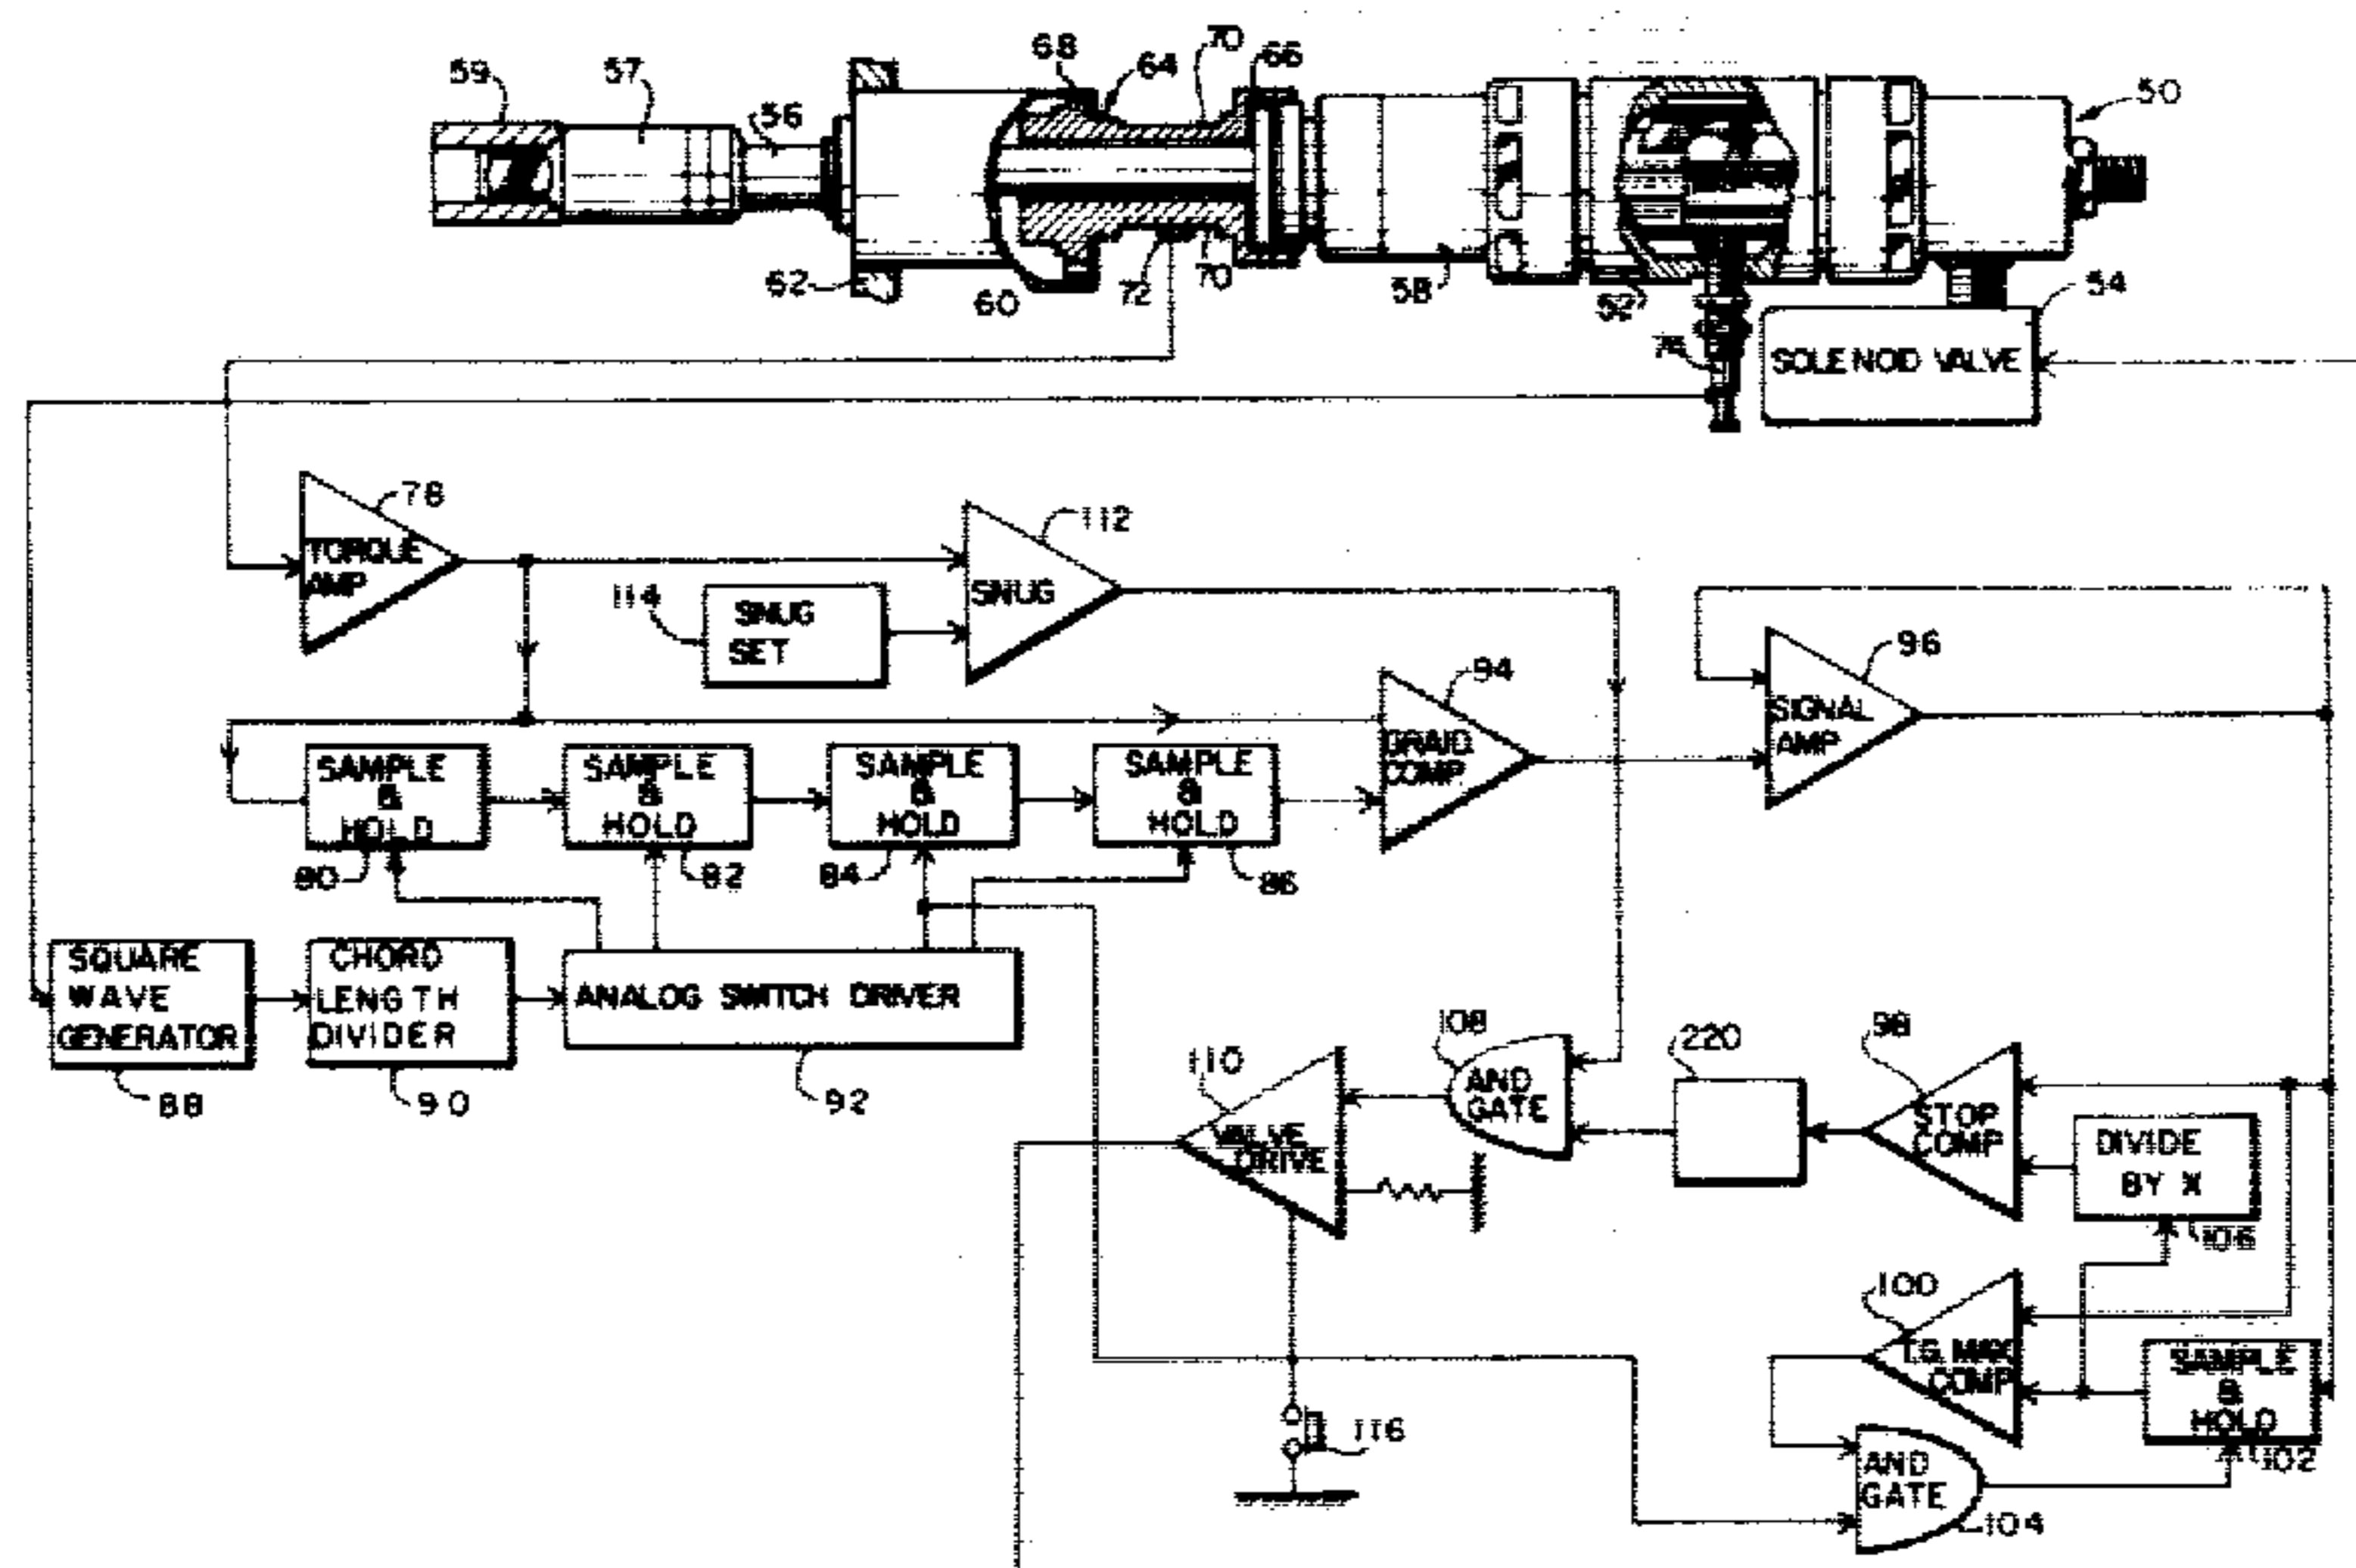 59
57
56
68
64
70
66
50
62
60
72
70
58
52
54
SOLENOID VALVE
78
TORQUE
AMP
112
SNUG
114
SNUG
SET
94
GRAID.
COMP
96
SIGNAL
AMP
SAMPLE
&
HOLD
80
SAMPLE
&
HOLD
82
SAMPLE
&
HOLD
84
SAMPLE
&
HOLD
86
SQUARE
WAVE
GENERATOR
88
CHORD
LENGTH
DIVIDER
90
ANALOG SWITCH DRIVER
92
110
VALVE
DRIVE
108
AND
GATE
220
98
STOP
COMP
DIVIDE
BY X
106
100
T.G. MAX
COMP
SAMPLE
&
HOLD
102
116
AND
GATE
104